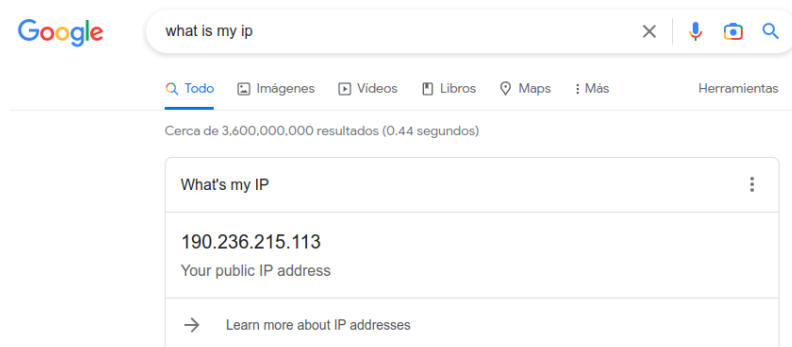 Google what is my ip
Todo Imágenes Videos Libros Maps Más Herramientas
Cerca de 3,600,000,000 resultados (0.44 segundos)
What's my IP
190.236.215.113
Your public IP address
Learn more about IP addresses